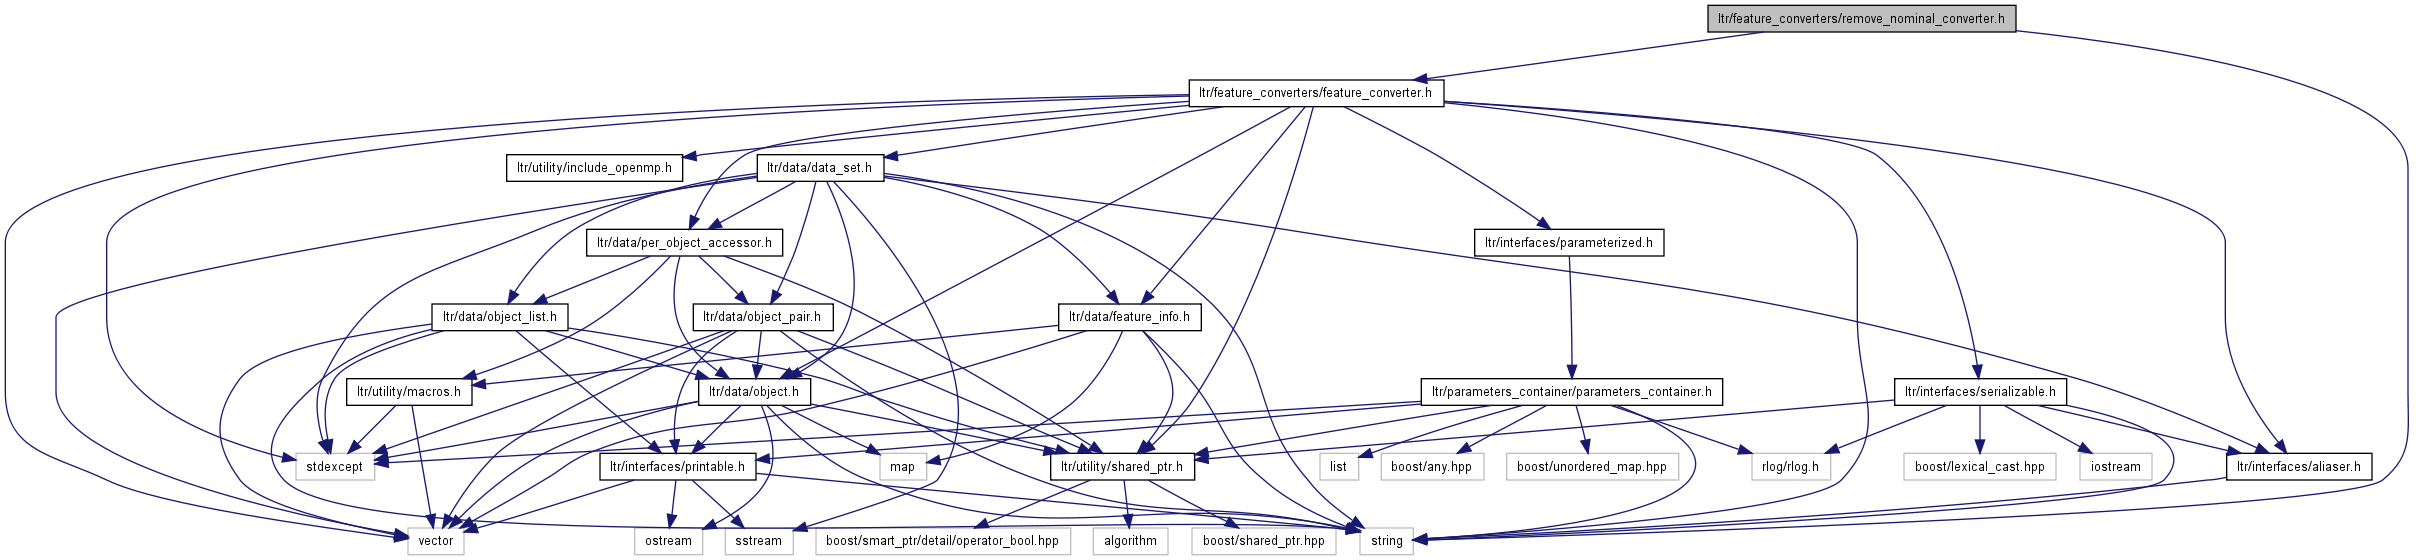 ltr/feature_converters/remove_nominal_converter.h
ltr/feature_converters/feature_converter.h
ltr/utility/include_openmp.h
ltr/data/data_set.h
ltr/data/per_object_accessor.h
ltr/interfaces/parameterized.h
ltr/data/object_list.h
ltr/data/object_pair.h
ltr/data/feature_info.h
ltr/utility/macros.h
ltr/data/object.h
ltr/parameters_container/parameters_container.h
ltr/interfaces/serializable.h
stdexcept
ltr/interfaces/printable.h
map
ltr/utility/shared_ptr.h
list
boost/any.hpp
boost/unordered_map.hpp
rlog/rlog.h
boost/lexical_cast.hpp
iostream
ltr/interfaces/aliaser.h
vector
ostream
sstream
boost/smart_ptr/detail/operator_bool.hpp
algorithm
boost/shared_ptr.hpp
string